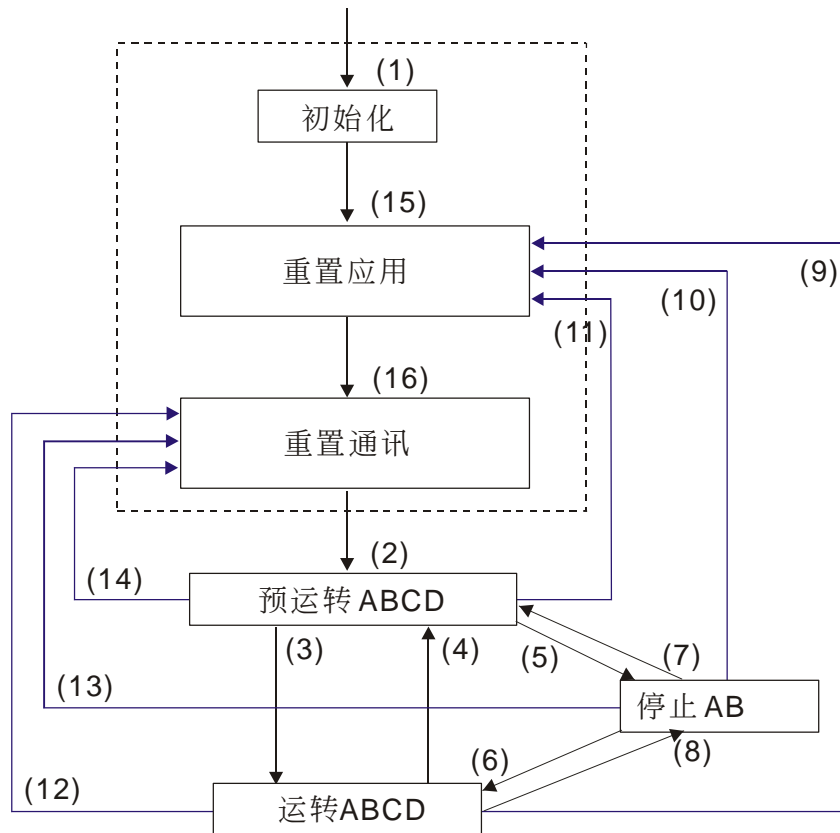 (1)
初始化
(15)
重置应用
(9)
(10)
(11)
(16)
重置通讯
(2)
(14)
预运转 ABCD
(3)
(4)
(5)
(7)
(13)
停止 AB
(6)
(8)
(12)
运转ABCD